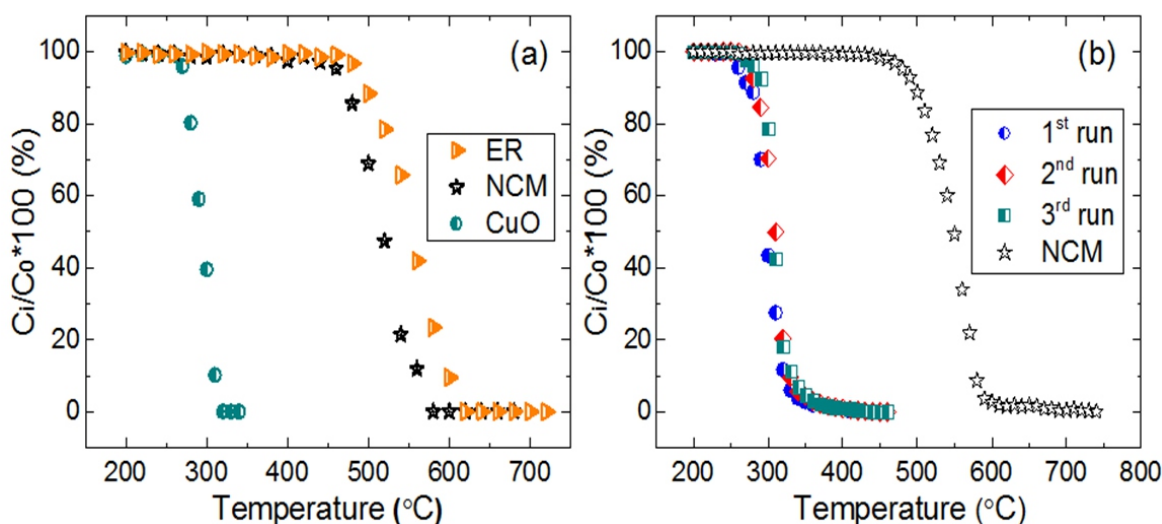 (a)
Ci/C₀*100 (%)
100
80
60
40
20
0
ER
NCM
CuO
200 300 400 500 600 700
Temperature (°C)
(b)
Ci/C₀*100 (%)
100
80
60
40
20
0
1ˢᵗ run
2ⁿᵈ run
3ʳᵈ run
NCM
200 300 400 500 600 700 800
Temperature (°C)